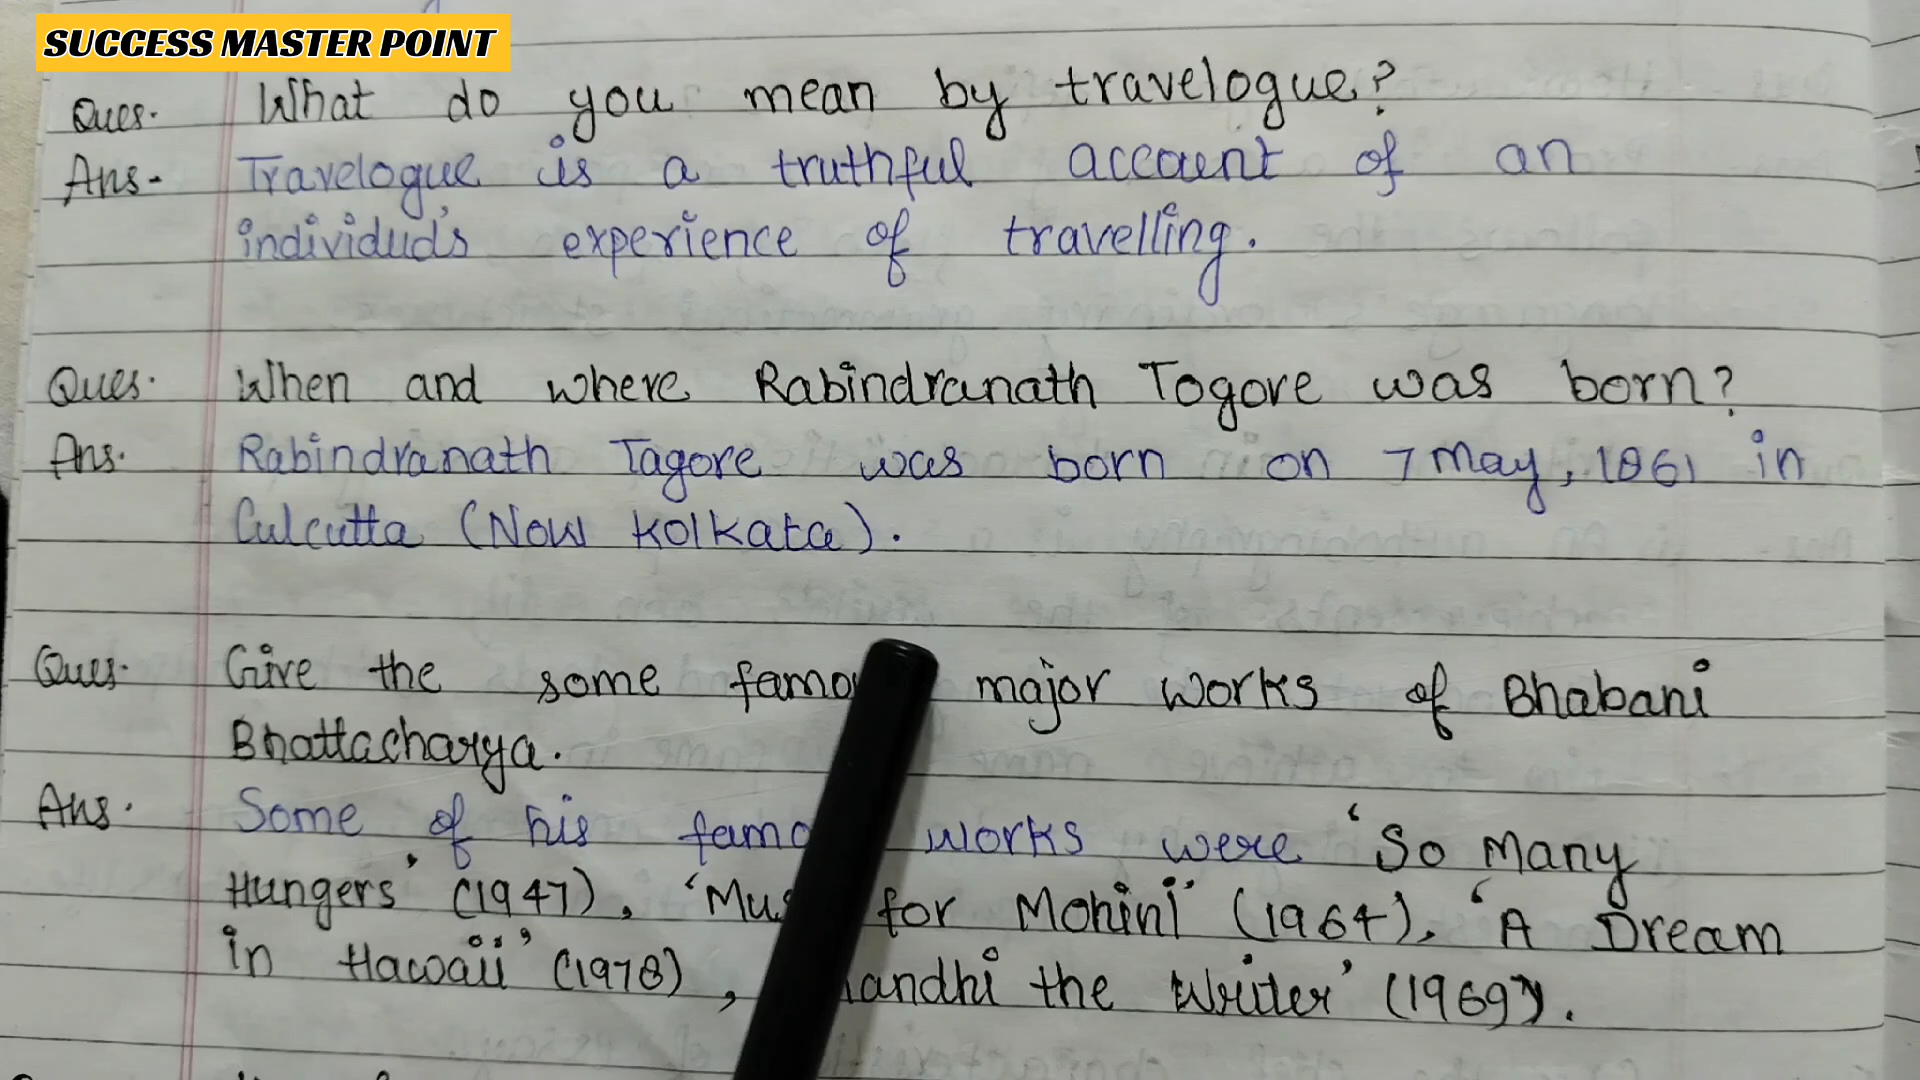 SUCCESS MASTER POINT
Ques. What do you mean by travelogue?
Ans- Travelogue is a truthful account of an
individud's experience of travelling.
Ques. When and where Rabindranath Togore was born?
Ans. Rabindranath Tagore was born on 7 May, 1861 in
Culcutta (Now Kolkata).
Ques. Give the some major works of Bhabani
Bhattacharya.
Ans. Some of his works were 'So Many
Hungers' (1947), for Mohini' (1964), 'A Dream
in Hawaii' (1978), the Writer' (1969).